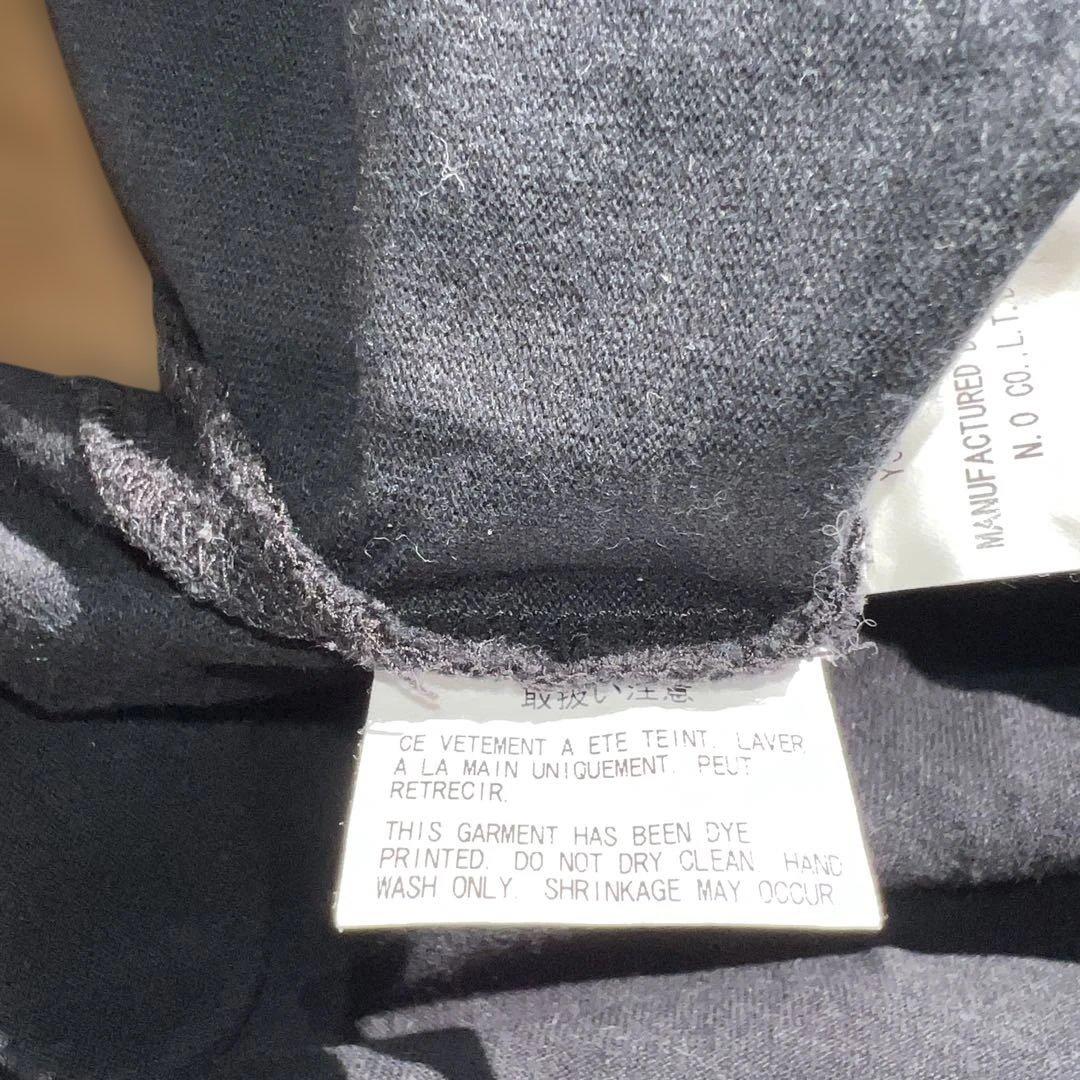 取扱い注意
CE VETEMENT A ETE TEINT. LAVER
A LA MAIN UNIQUEMENT. PEUT
RETRECIR.
THIS GARMENT HAS BEEN DYE
PRINTED. DO NOT DRY CLEAN. HAND
WASH ONLY. SHRINKAGE MAY OCCUR
MANUFACTURED
N.O CO.,L.T.D